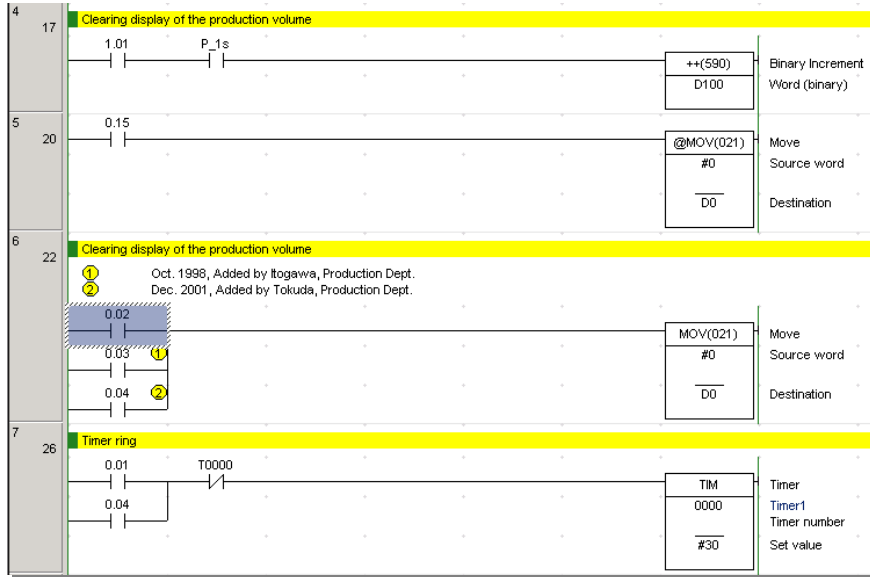 4
17
Clearing display of the production volume
1.01 P_1s
++(590) Binary Increment
D100 Word (binary)
5
20
0.15
@MOV(021) Move
#0 Source word
D0 Destination
6
22
Clearing display of the production volume
1 Oct. 1998, Added by Itogawa, Production Dept.
2 Dec. 2001, Added by Tokuda, Production Dept.
0.02
MOV(021) Move
0.03 1 #0 Source word
0.04 2 D0 Destination
7
26
Timer ring
0.01 T0000
TIM Timer
0.04 0000 Timer1
Timer number
#30 Set value